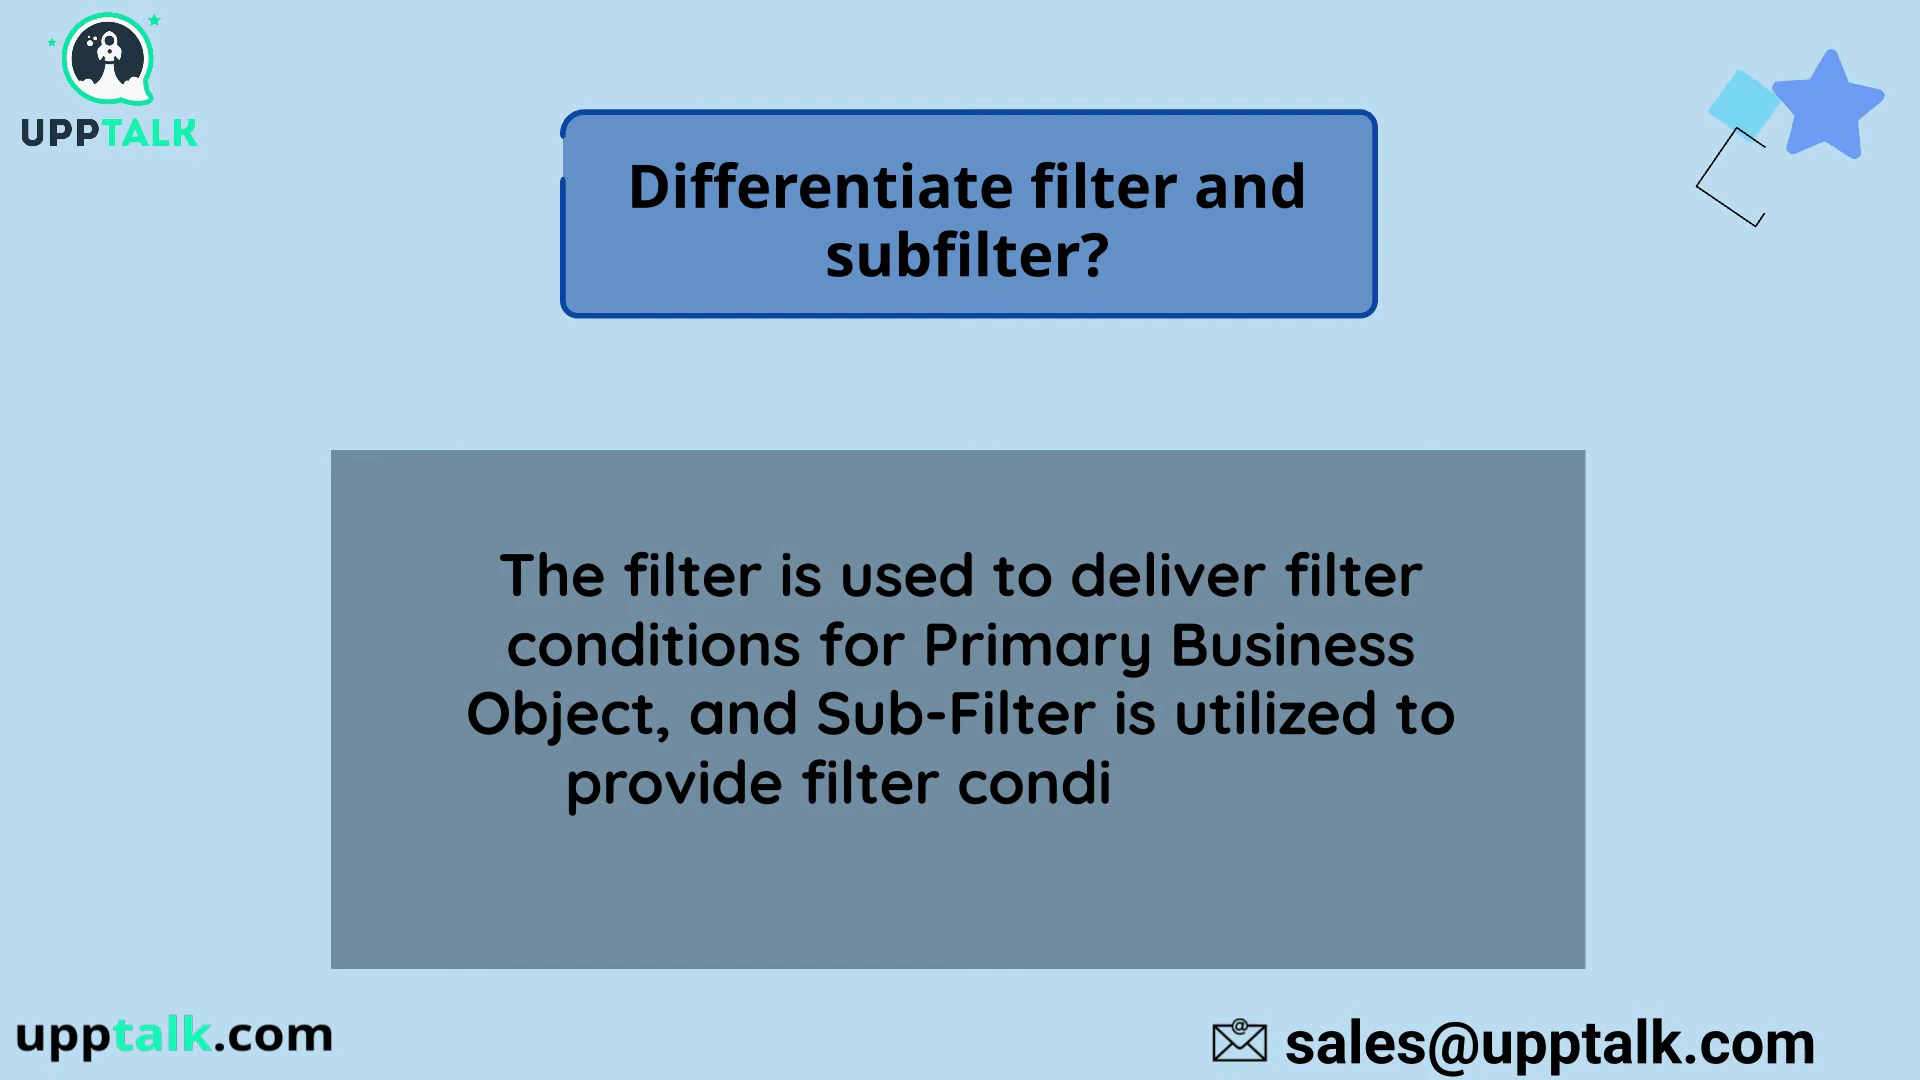 UPPTALK
Differentiate filter and
subfilter?
The filter is used to deliver filter
conditions for Primary Business
Object, and Sub-Filter is utilized to
provide filter condi
upptalk.com
sales@upptalk.com